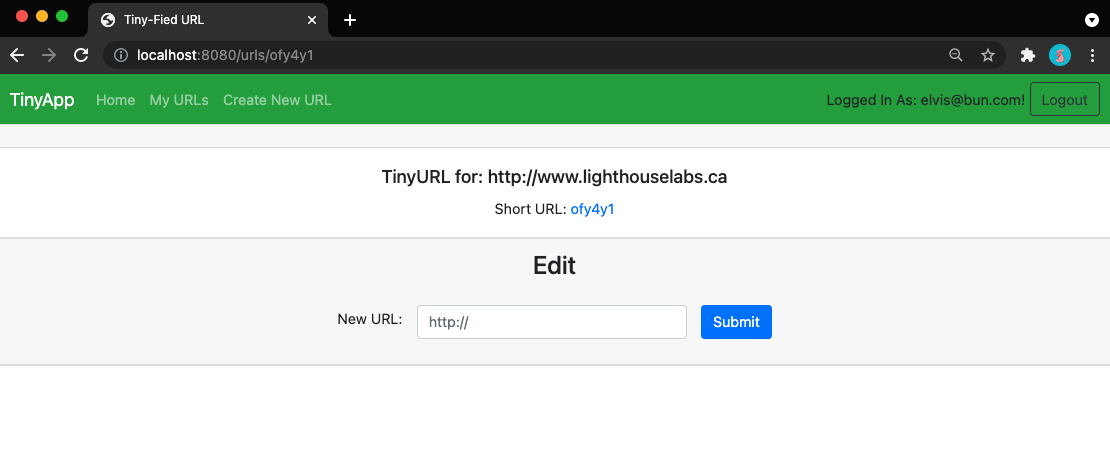 Tiny-Fied URL
localhost:8080/urls/ofy4y1
TinyApp Home My URLs Create New URL Logged In As: elvis@bun.com! Logout
TinyURL for: http://www.lighthouselabs.ca
Short URL: ofy4y1
Edit
New URL: http:// Submit